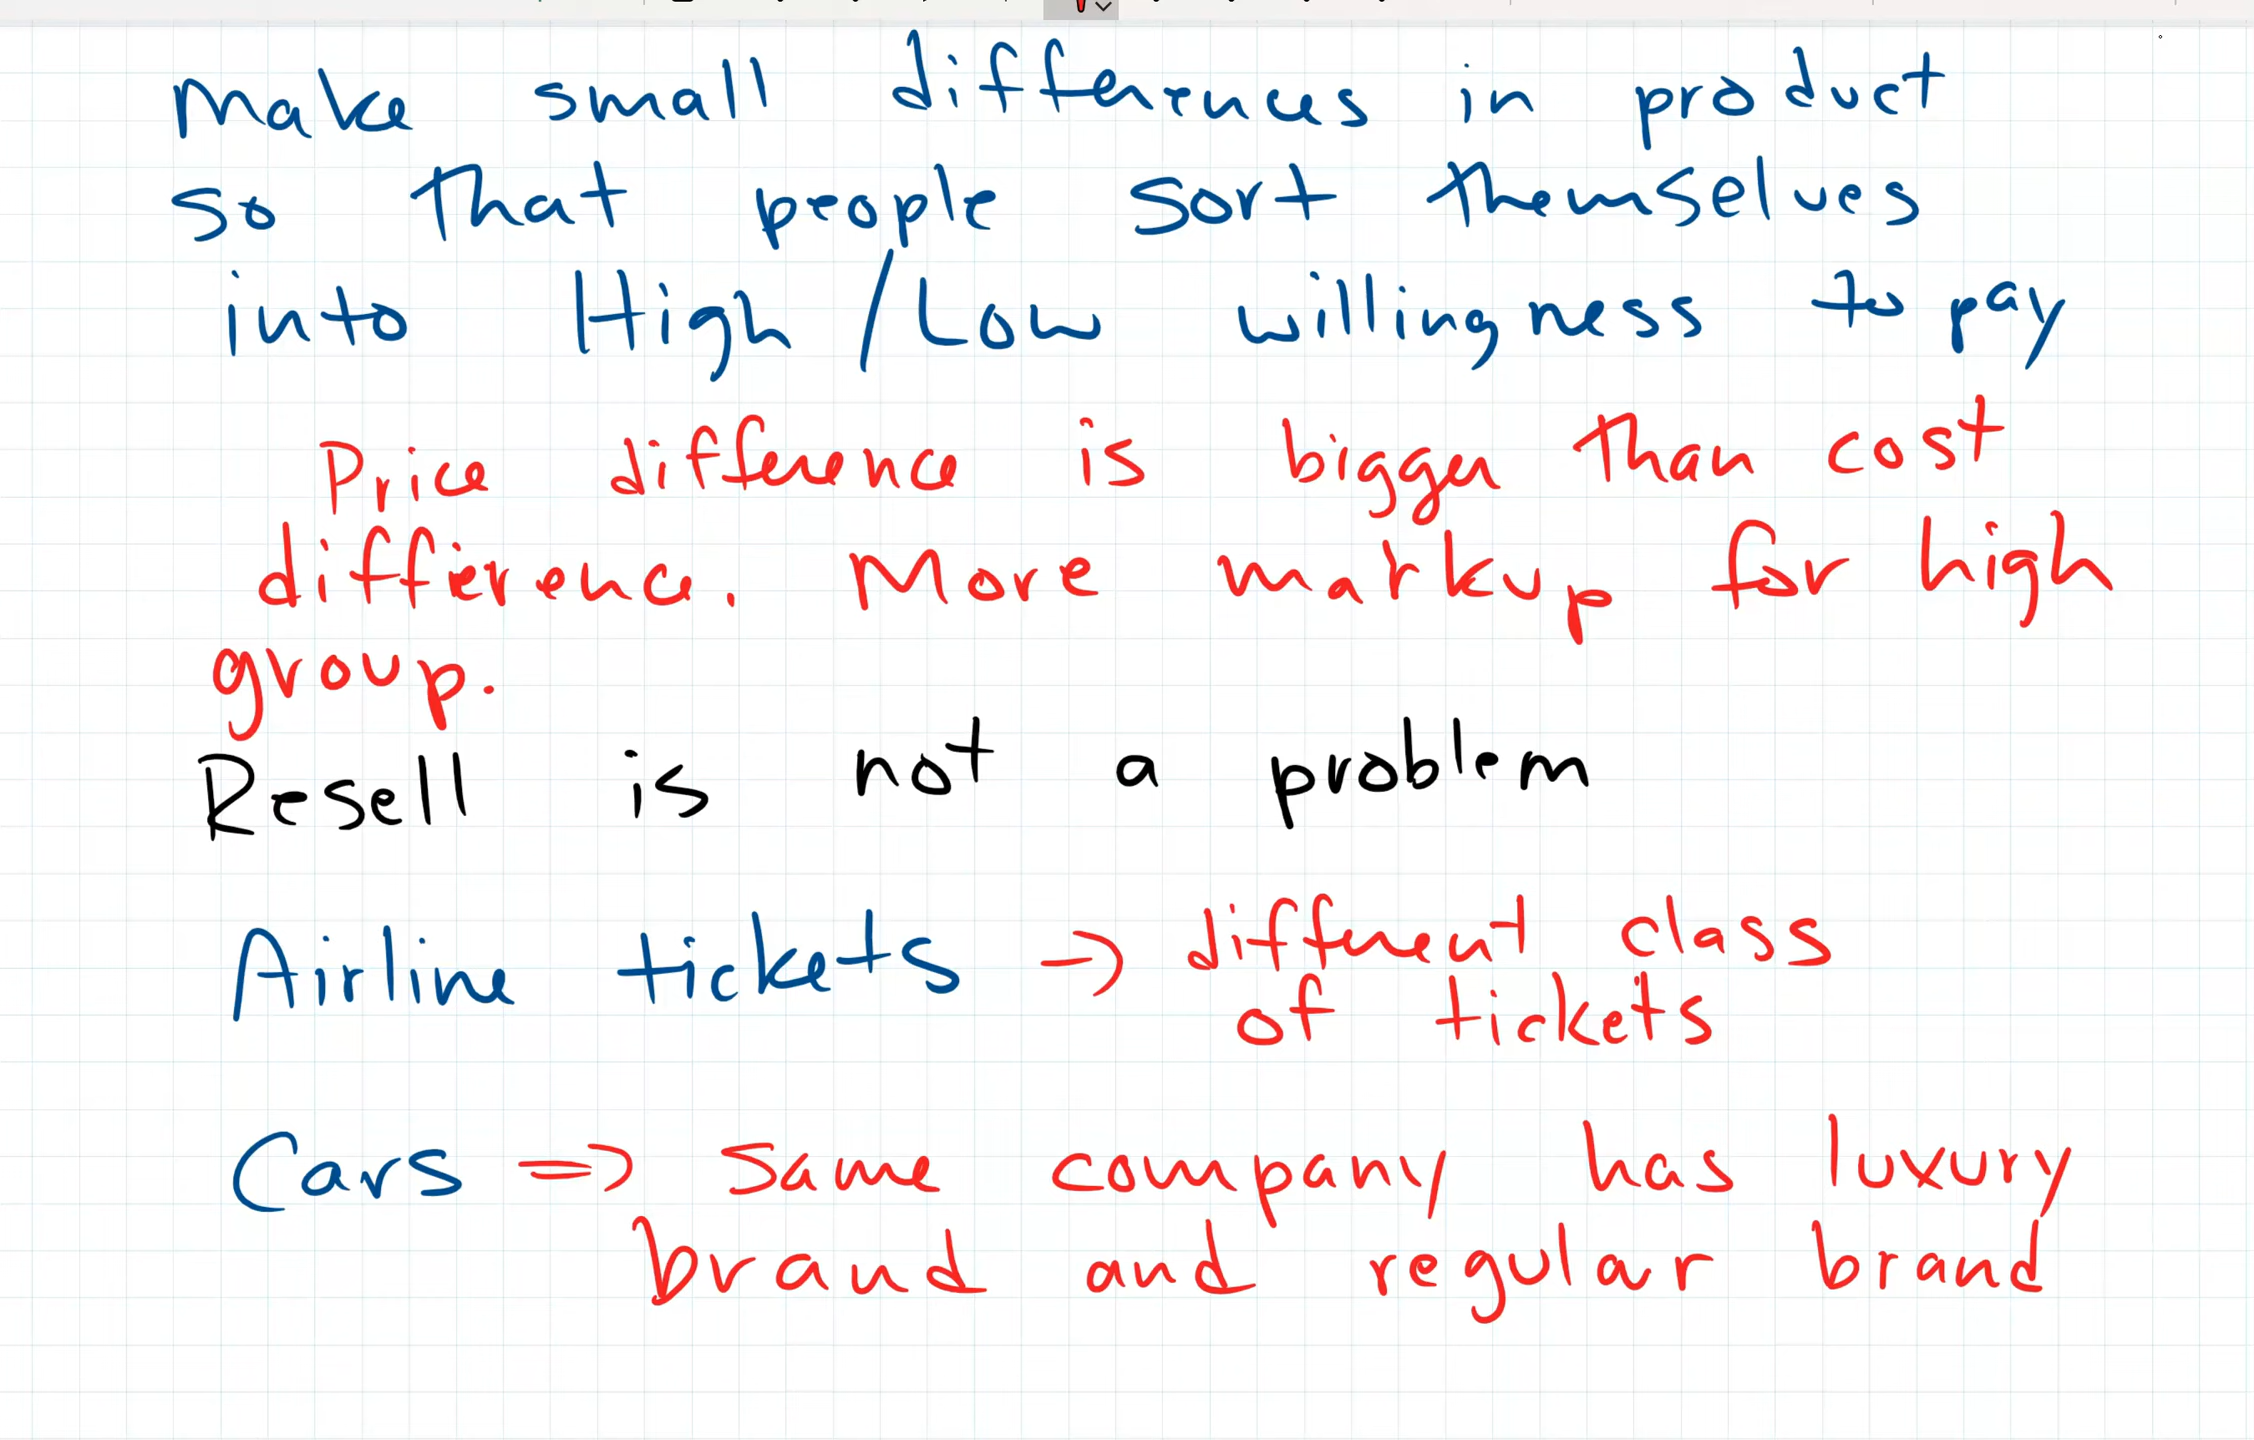 Make small differences in product
so that people sort themselves
into High / Low willingness to pay
Price difference is bigger than cost
difference. More markup for high
group.
Resell is not a problem
Airline tickets → different class
of tickets
Cars ⇒ same company has luxury
brand and regular brand